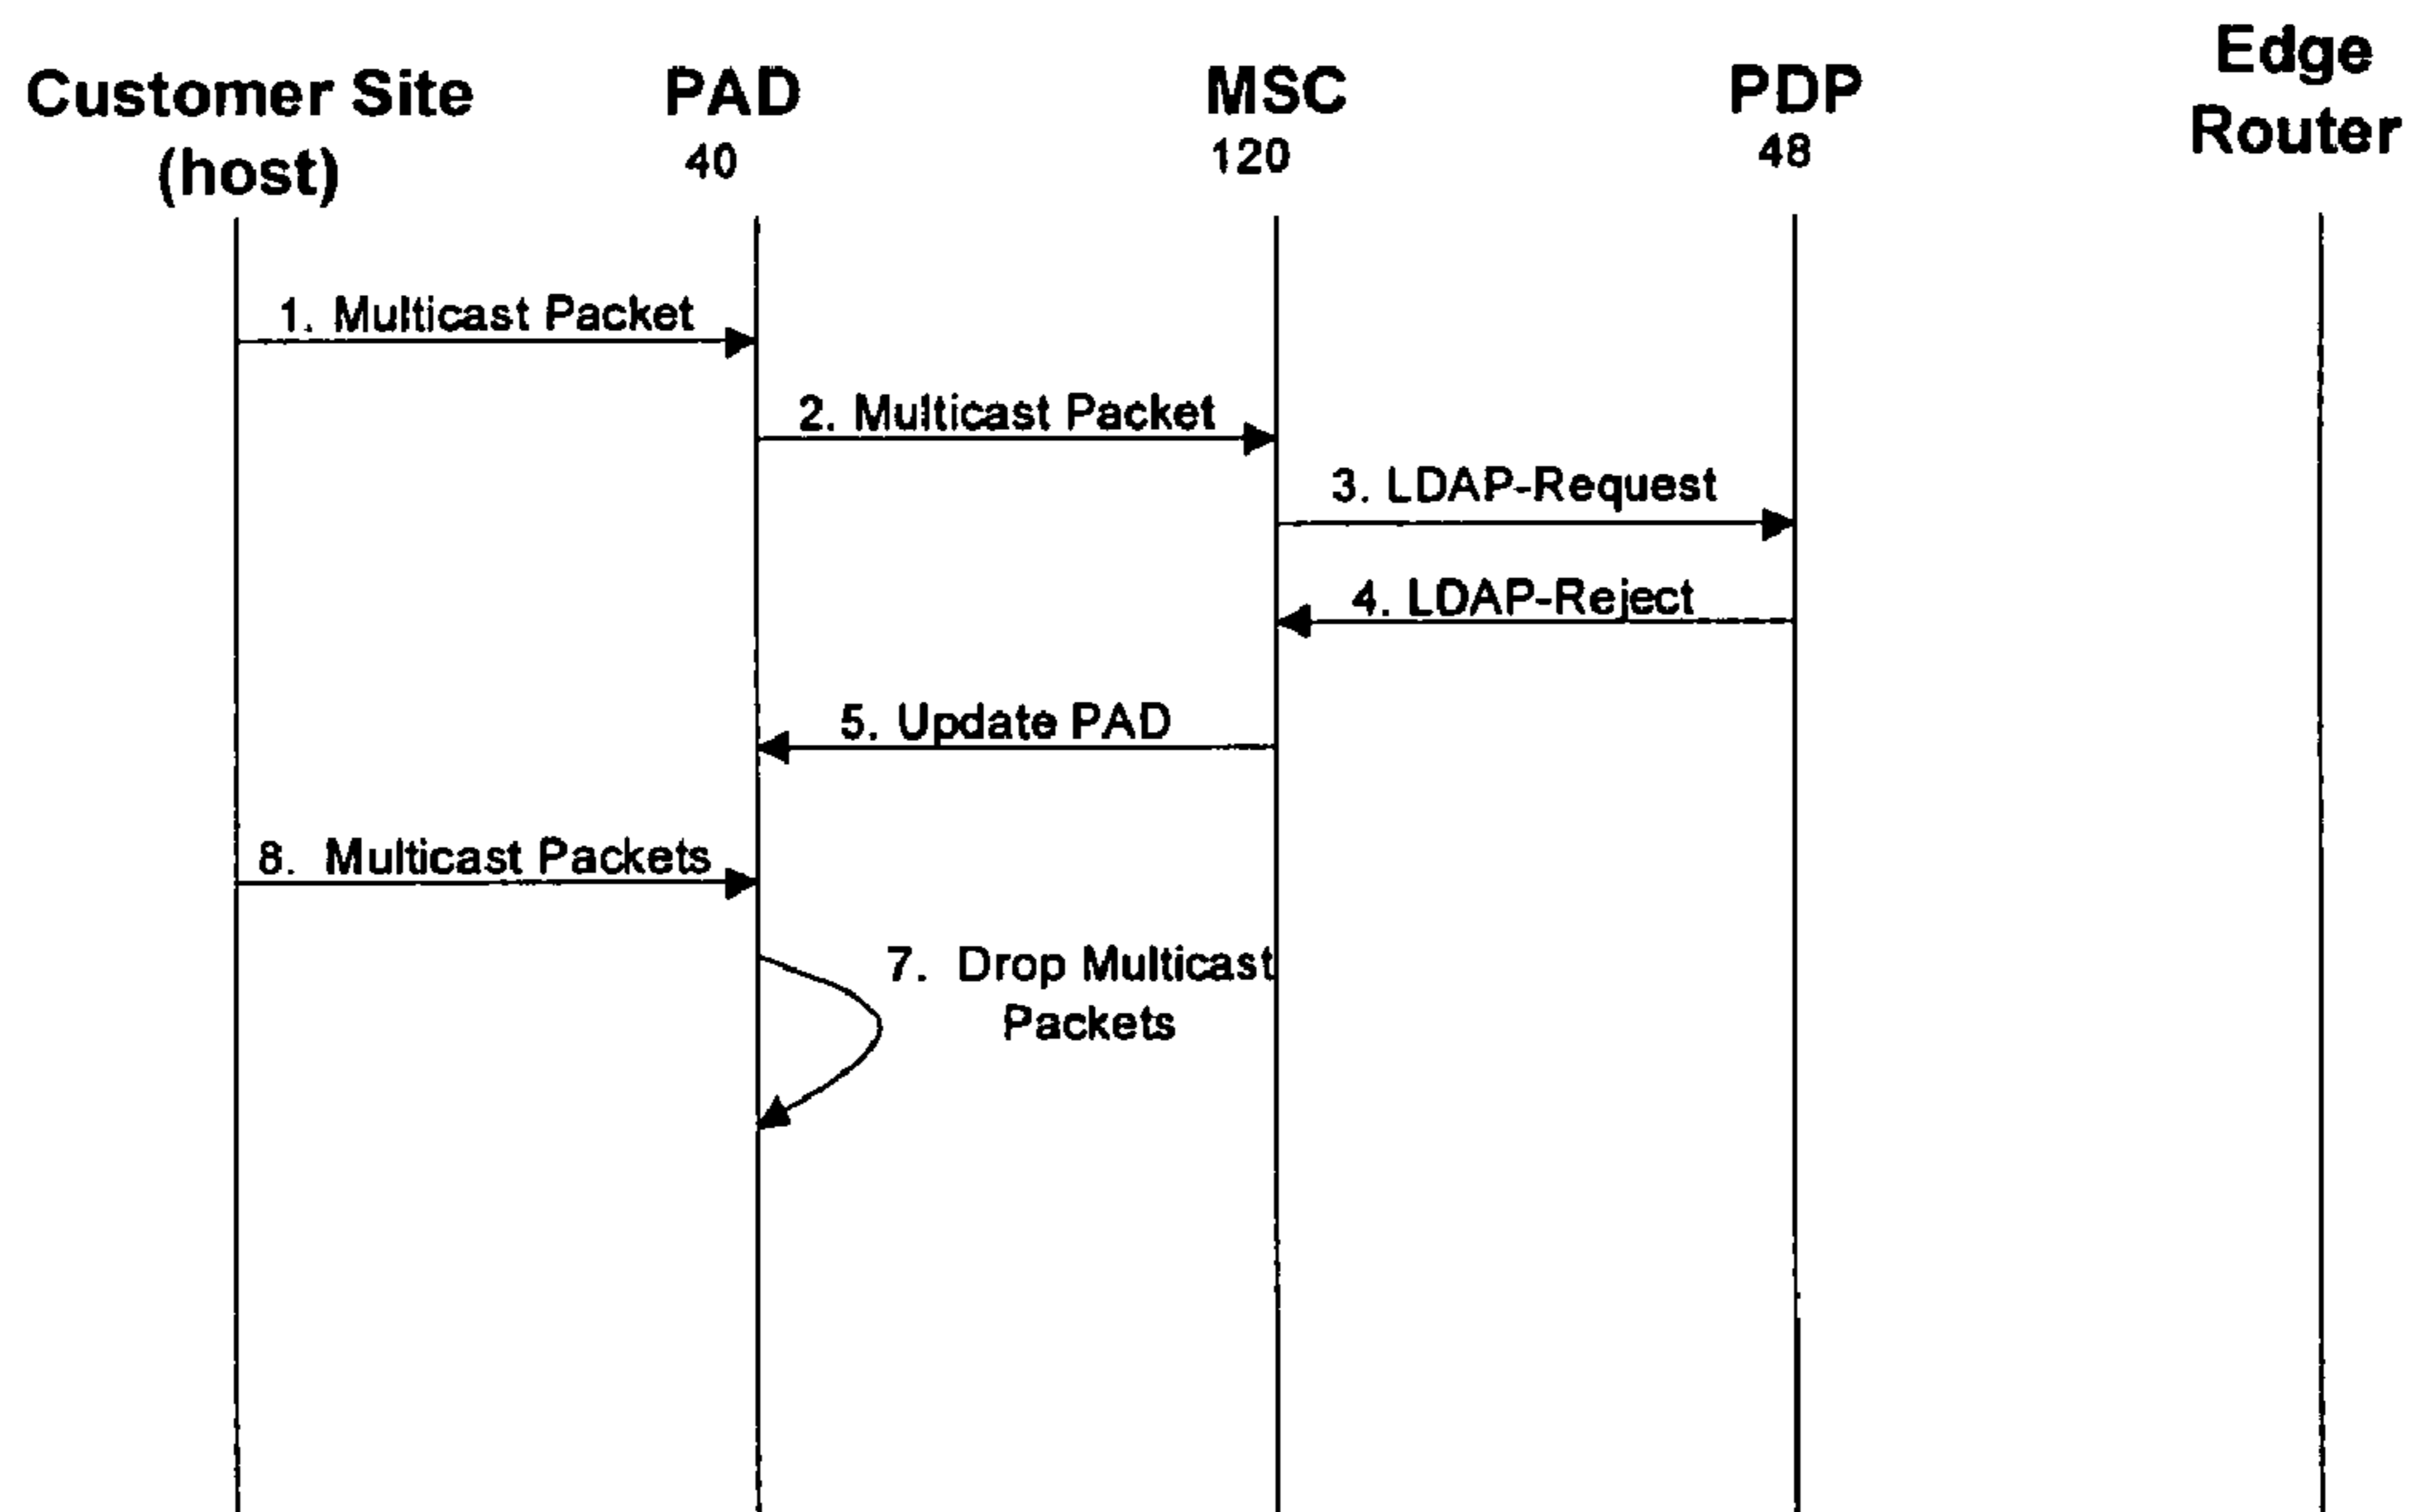 Customer Site
(host)
PAD
40
MSC
120
PDP
48
Edge
Router
1. Multicast Packet
2. Multicast Packet
3. LDAP-Request
4. LDAP-Reject
5. Update PAD
8. Multicast Packets
7. Drop Multicast
Packets